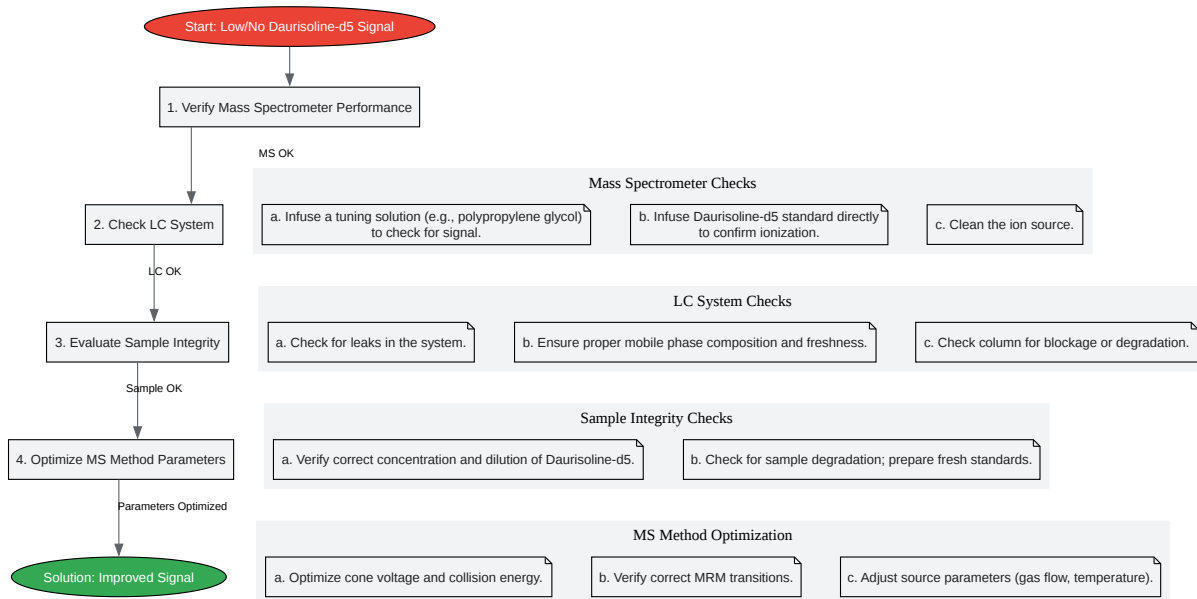 Start: Low/No Daurisoline-d5 Signal
1. Verify Mass Spectrometer Performance
MS OK
Mass Spectrometer Checks
a. Infuse a tuning solution (e.g., polypropylene glycol)
to check for signal.
b. Infuse Daurisoline-d5 standard directly
to confirm ionization.
c. Clean the ion source.
2. Check LC System
LC OK
LC System Checks
a. Check for leaks in the system.
b. Ensure proper mobile phase composition and freshness.
c. Check column for blockage or degradation.
3. Evaluate Sample Integrity
Sample OK
Sample Integrity Checks
a. Verify correct concentration and dilution of Daurisoline-d5.
b. Check for sample degradation; prepare fresh standards.
4. Optimize MS Method Parameters
Parameters Optimized
MS Method Optimization
a. Optimize cone voltage and collision energy.
b. Verify correct MRM transitions.
c. Adjust source parameters (gas flow, temperature).
Solution: Improved Signal